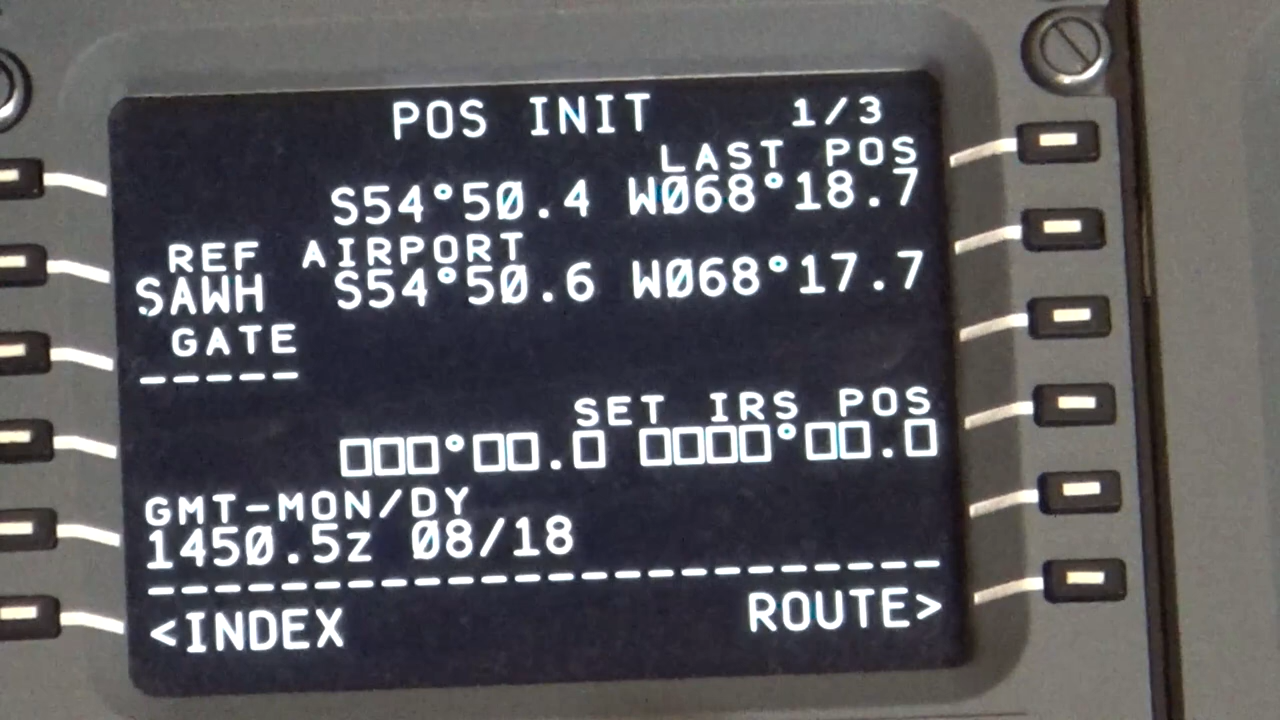 POS INIT 1/3
LAST POS
S54°50.4 W068°18.7
REF AIRPORT
SAWH S54°50.6 W068°17.7
GATE
-----
SET IRS POS
□□□°□□.□ □□□□°□□.□
GMT-MON/DY
1450.5z 08/18
------------------------
<INDEX ROUTE>